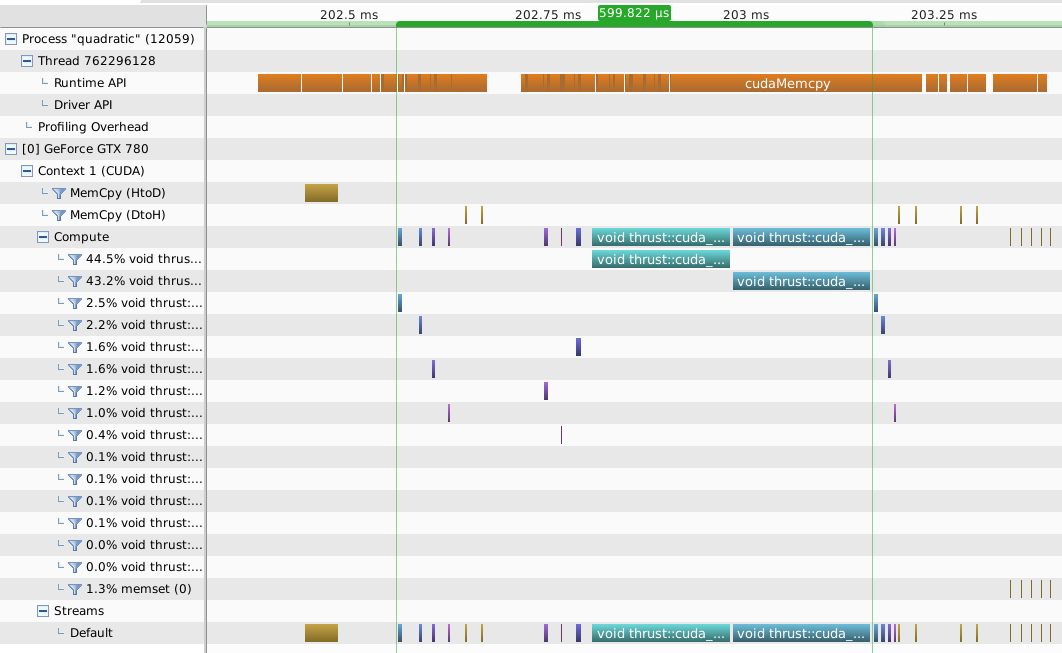 202.5 ms 202.75 ms 599.822 µs 203 ms 203.25 ms
Process "quadratic" (12059)
Thread 762296128
Runtime API cudaMemcpy
Driver API
Profiling Overhead
[0] GeForce GTX 780
Context 1 (CUDA)
MemCpy (HtoD)
MemCpy (DtoH)
Compute void thrust::cuda_... void thrust::cuda_...
44.5% void thrus... void thrust::cuda_...
43.2% void thrus... void thrust::cuda_...
2.5% void thrust:...
2.2% void thrust:...
1.6% void thrust:...
1.6% void thrust:...
1.2% void thrust:...
1.0% void thrust:...
0.4% void thrust:...
0.1% void thrust:...
0.1% void thrust:...
0.1% void thrust:...
0.1% void thrust:...
0.0% void thrust:...
0.0% void thrust:...
1.3% memset (0)
Streams
Default void thrust::cuda_... void thrust::cuda_...